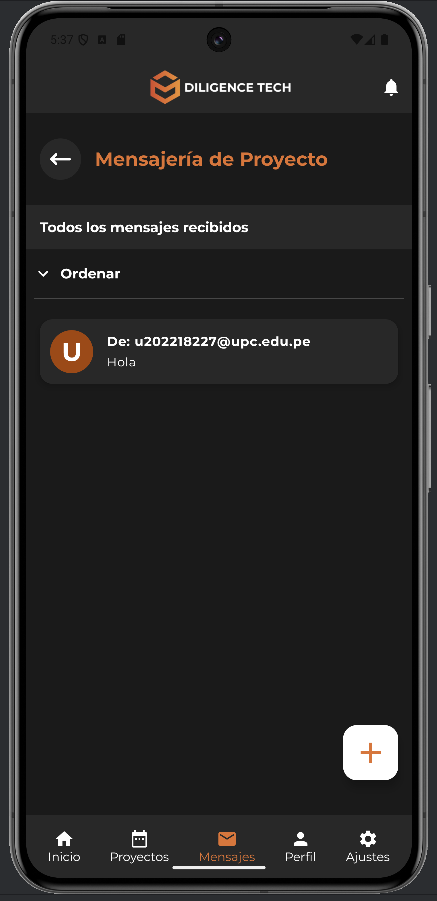 5:37
DILIGENCE TECH
Mensajería de Proyecto
Todos los mensajes recibidos
Ordenar
U
De: u202218227@upc.edu.pe
Hola
Inicio Proyectos Mensajes Perfil Ajustes